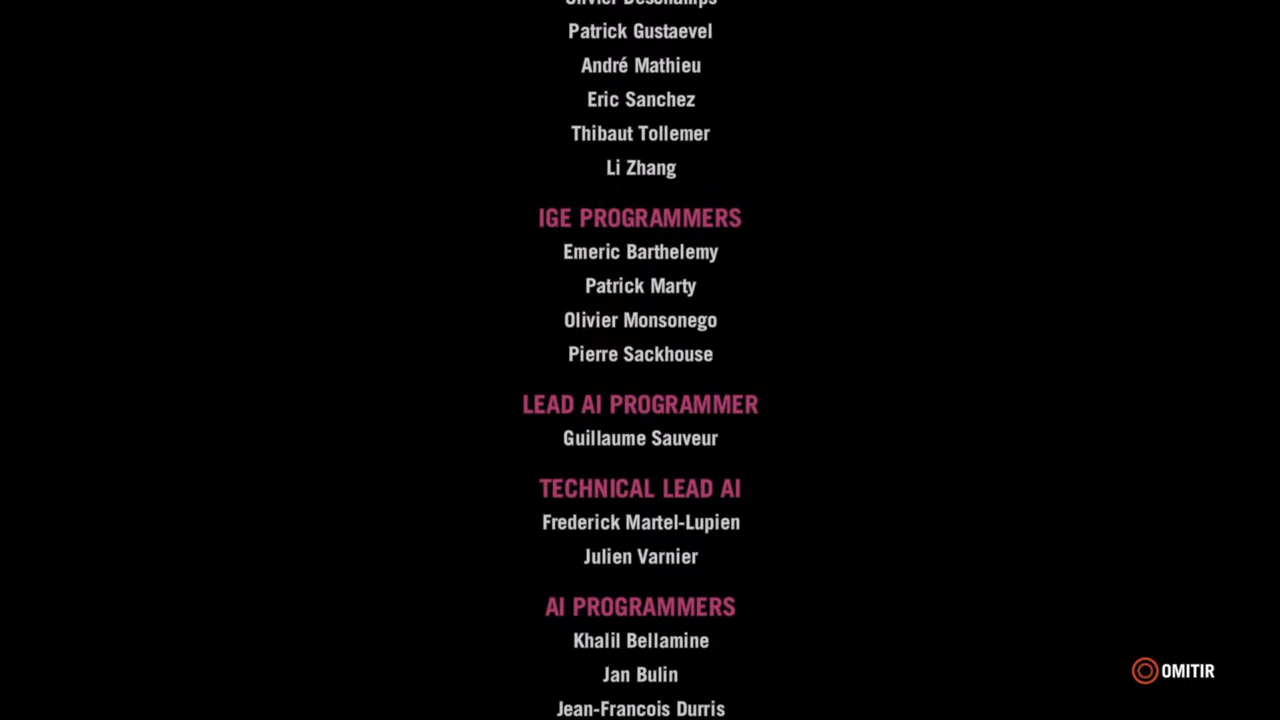 Olivier Deschamps
Patrick Gustaevel
André Mathieu
Eric Sanchez
Thibaut Tollemer
Li Zhang
IGE PROGRAMMERS
Emeric Barthelemy
Patrick Marty
Olivier Monsonego
Pierre Sackhouse
LEAD AI PROGRAMMER
Guillaume Sauveur
TECHNICAL LEAD AI
Frederick Martel-Lupien
Julien Varnier
AI PROGRAMMERS
Khalil Bellamine
Jan Bulin
OMITIR
Jean-Francois Durris